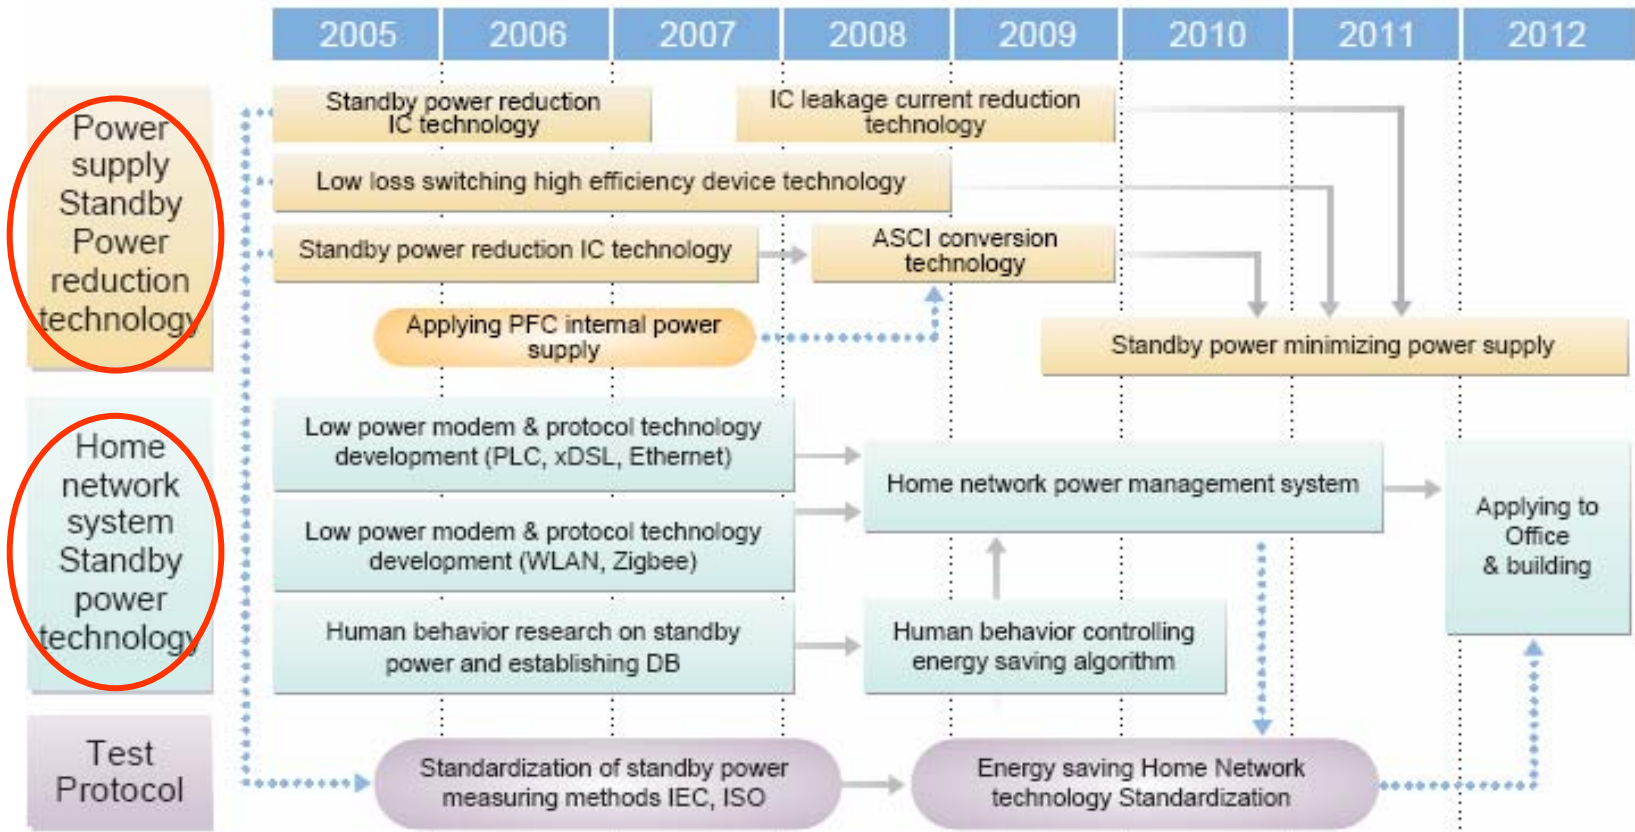 2005 2006 2007 2008 2009 2010 2011 2012
Power
supply
Standby
Power
reduction
technology
Standby power reduction
IC technology
IC leakage current reduction
technology
Low loss switching high efficiency device technology
Standby power reduction IC technology
ASCI conversion
technology
Applying PFC internal power
supply
Standby power minimizing power supply
Home
network
system
Standby
power
technology
Low power modem & protocol technology
development (PLC, xDSL, Ethernet)
Low power modem & protocol technology
development (WLAN, Zigbee)
Human behavior research on standby
power and establishing DB
Home network power management system
Human behavior controlling
energy saving algorithm
Applying to
Office
& building
Test
Protocol
Standardization of standby power
measuring methods IEC, ISO
Energy saving Home Network
technology Standardization